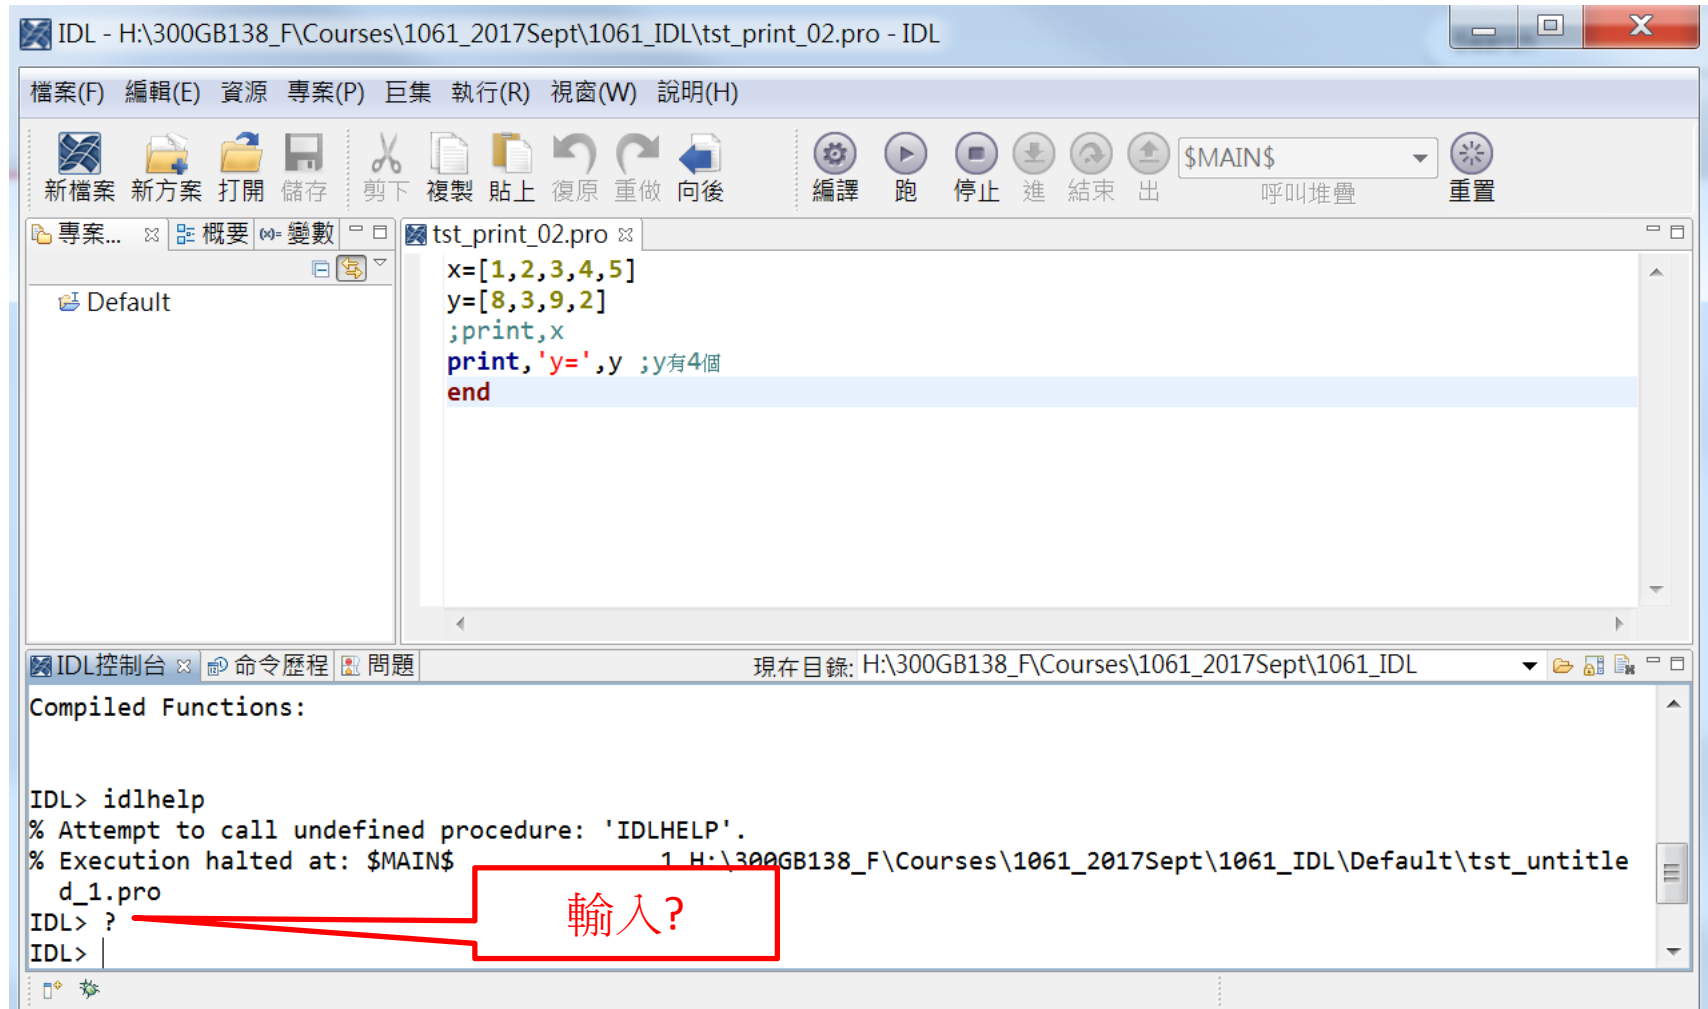 IDL - H:\300GB138_F\Courses\1061_2017Sept\1061_IDL\tst_print_02.pro - IDL
檔案(F) 編輯(E) 資源 專案(P) 巨集 執行(R) 視窗(W) 說明(H)
$MAIN$
新檔案 新方案 打開 儲存 剪下 複製 貼上 復原 重做 向後 編譯 跑 停止 進 結束 出 呼叫堆疊 重置
專案... 概要 變數 tst_print_02.pro
Default
x=[1,2,3,4,5]
y=[8,3,9,2]
;print,x
print,'y=',y ;y有4個
end
IDL控制台 命令歷程 問題 現在目錄: H:\300GB138_F\Courses\1061_2017Sept\1061_IDL
Compiled Functions:
IDL> idlhelp
% Attempt to call undefined procedure: 'IDLHELP'.
% Execution halted at: $MAIN$ 1 H:\300GB138_F\Courses\1061_2017Sept\1061_IDL\Default\tst_untitle
d_1.pro
IDL> ?
IDL>
輸入?